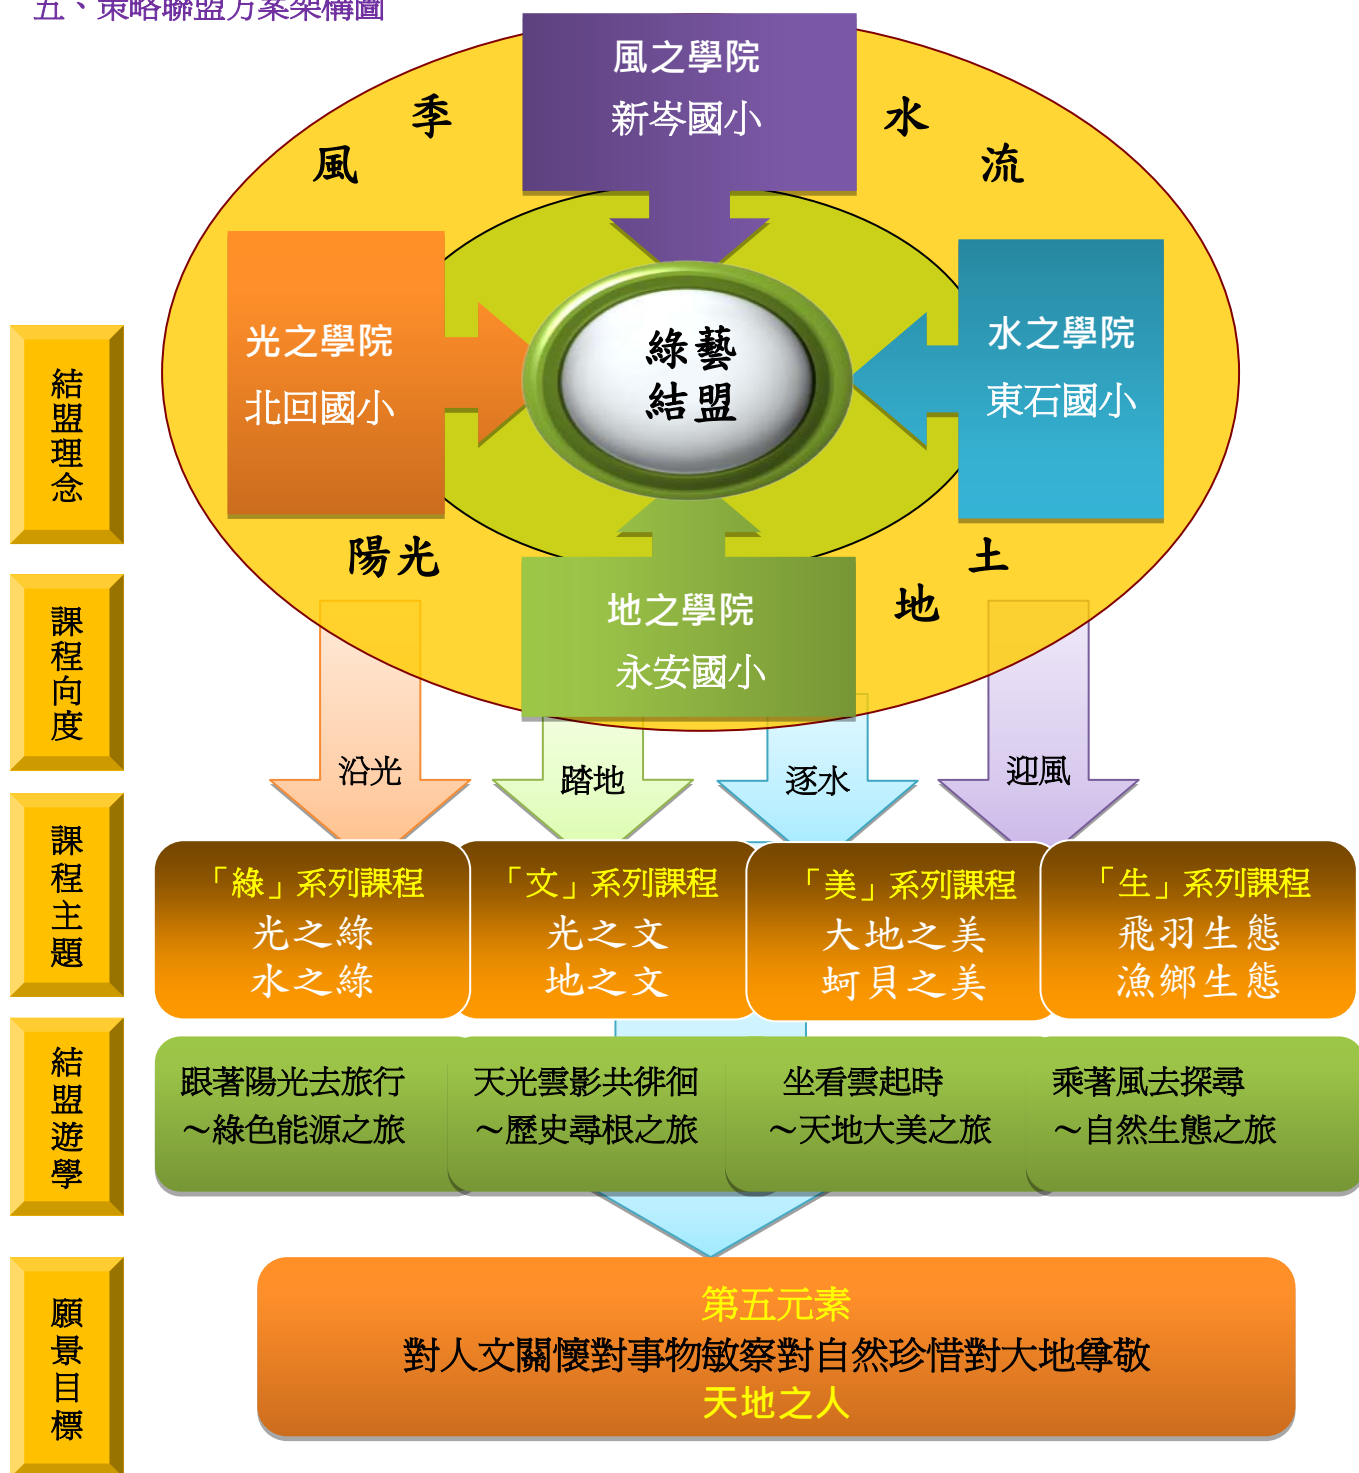 五、策略聯盟方案架構圖
風之學院
新岑國小
季
風
水
流
光之學院
北回國小
綠藝
結盟
水之學院
東石國小
結盟理念
陽光
土
地
地之學院
永安國小
課程向度
沿光
踏地
逐水
迎風
課程主題
「綠」系列課程
光之綠
水之綠
「文」系列課程
光之文
地之文
「美」系列課程
大地之美
蚵貝之美
「生」系列課程
飛羽生態
漁鄉生態
結盟遊學
跟著陽光去旅行
~綠色能源之旅
天光雲影共徘徊
~歷史尋根之旅
坐看雲起時
~天地大美之旅
乘著風去探尋
~自然生態之旅
願景目標
第五元素
對人文關懷對事物敏察對自然珍惜對大地尊敬
天地之人